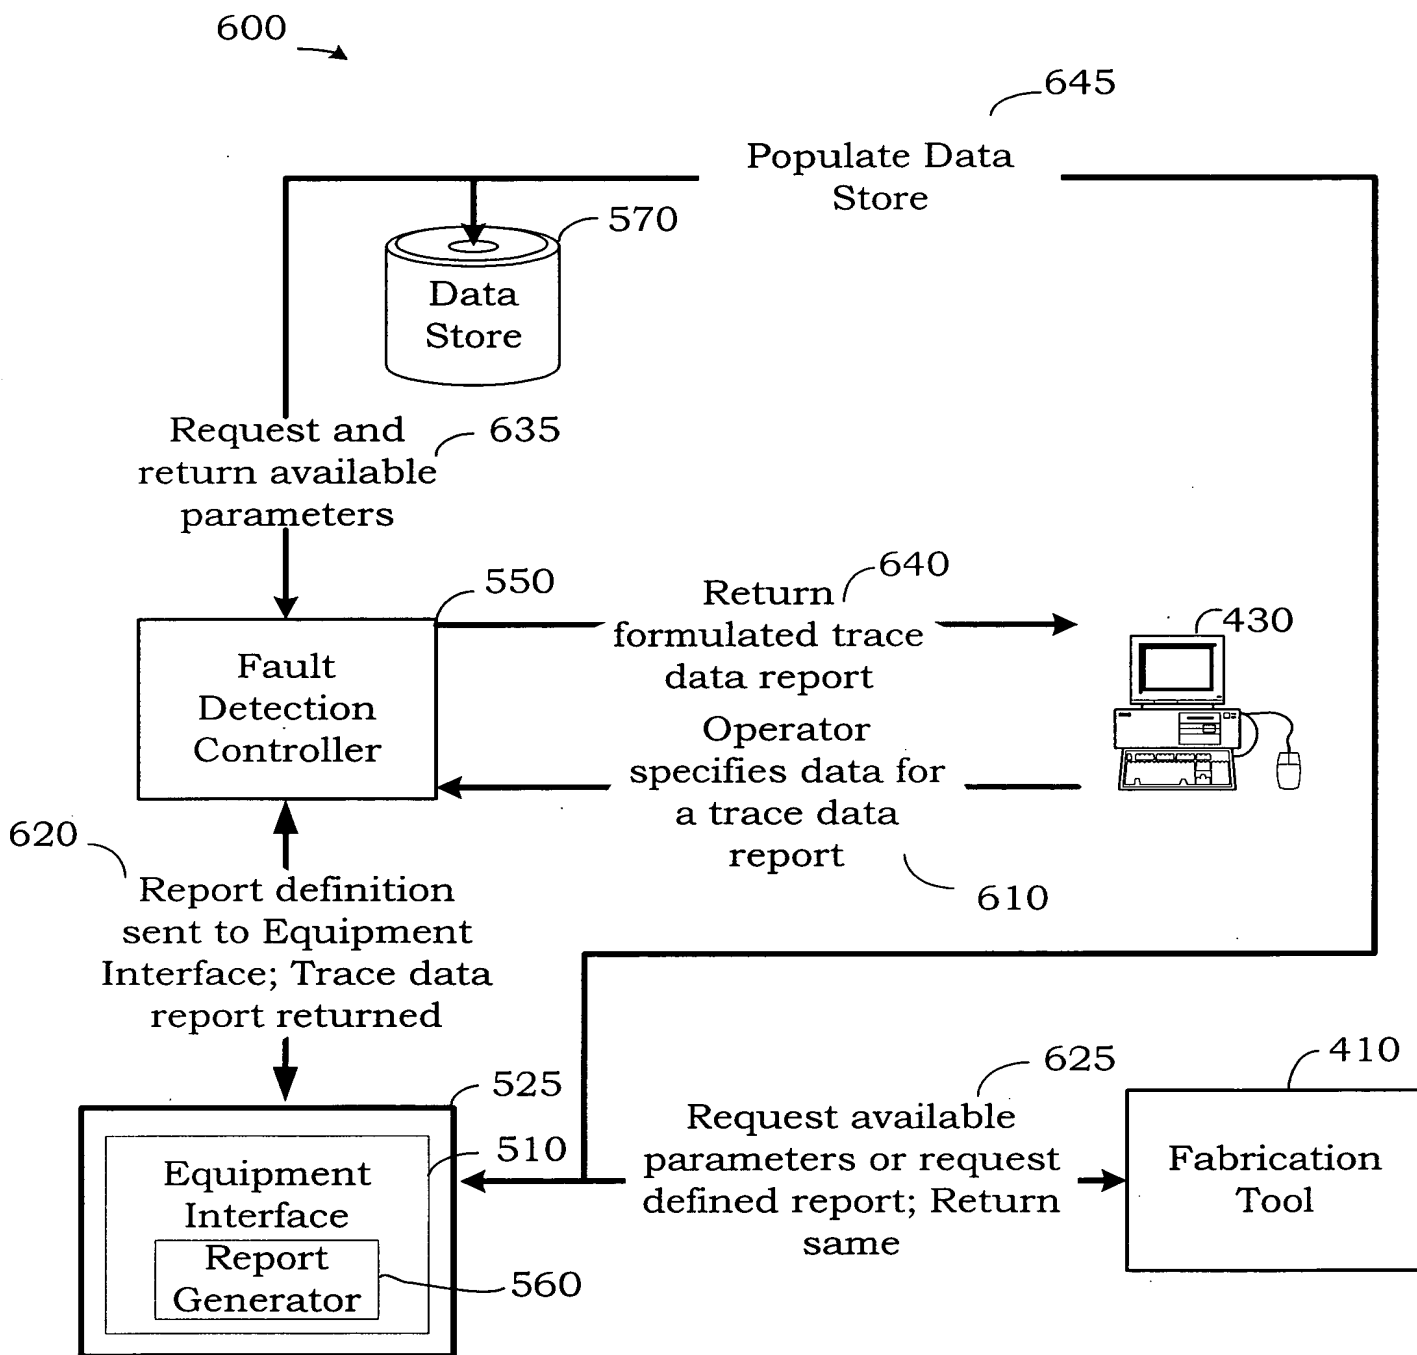 600
645
Populate Data
Store
570
Data
Store
Request and
return available
parameters
635
550
Return
formulated trace
data report
640
430
Fault
Detection
Controller
Operator
specifies data for
a trace data
report
610
620
Report definition
sent to Equipment
Interface; Trace data
report returned
525
510
Equipment
Interface
Report
Generator
560
625
Request available
parameters or request
defined report; Return
same
410
Fabrication
Tool